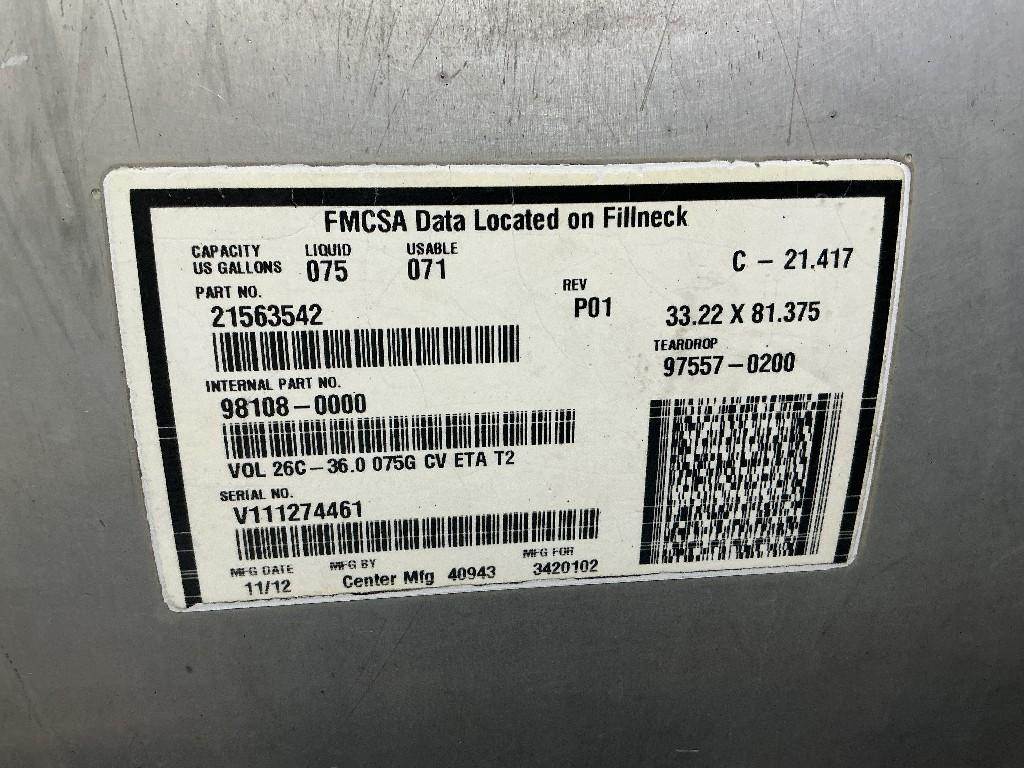 FMCSA Data Located on Fillneck
CAPACITY US GALLONS
LIQUID
075
USABLE
071
C – 21.417
PART NO.
21563542
REV
P01
33.22 X 81.375
TEARDROP
97557–0200
INTERNAL PART NO.
98108–0000
VOL 26C–36.0 075G CV ETA T2
SERIAL NO.
V111274461
MFG DATE
11/12
MFG BY
Center Mfg 40943
MFG FOR
3420102